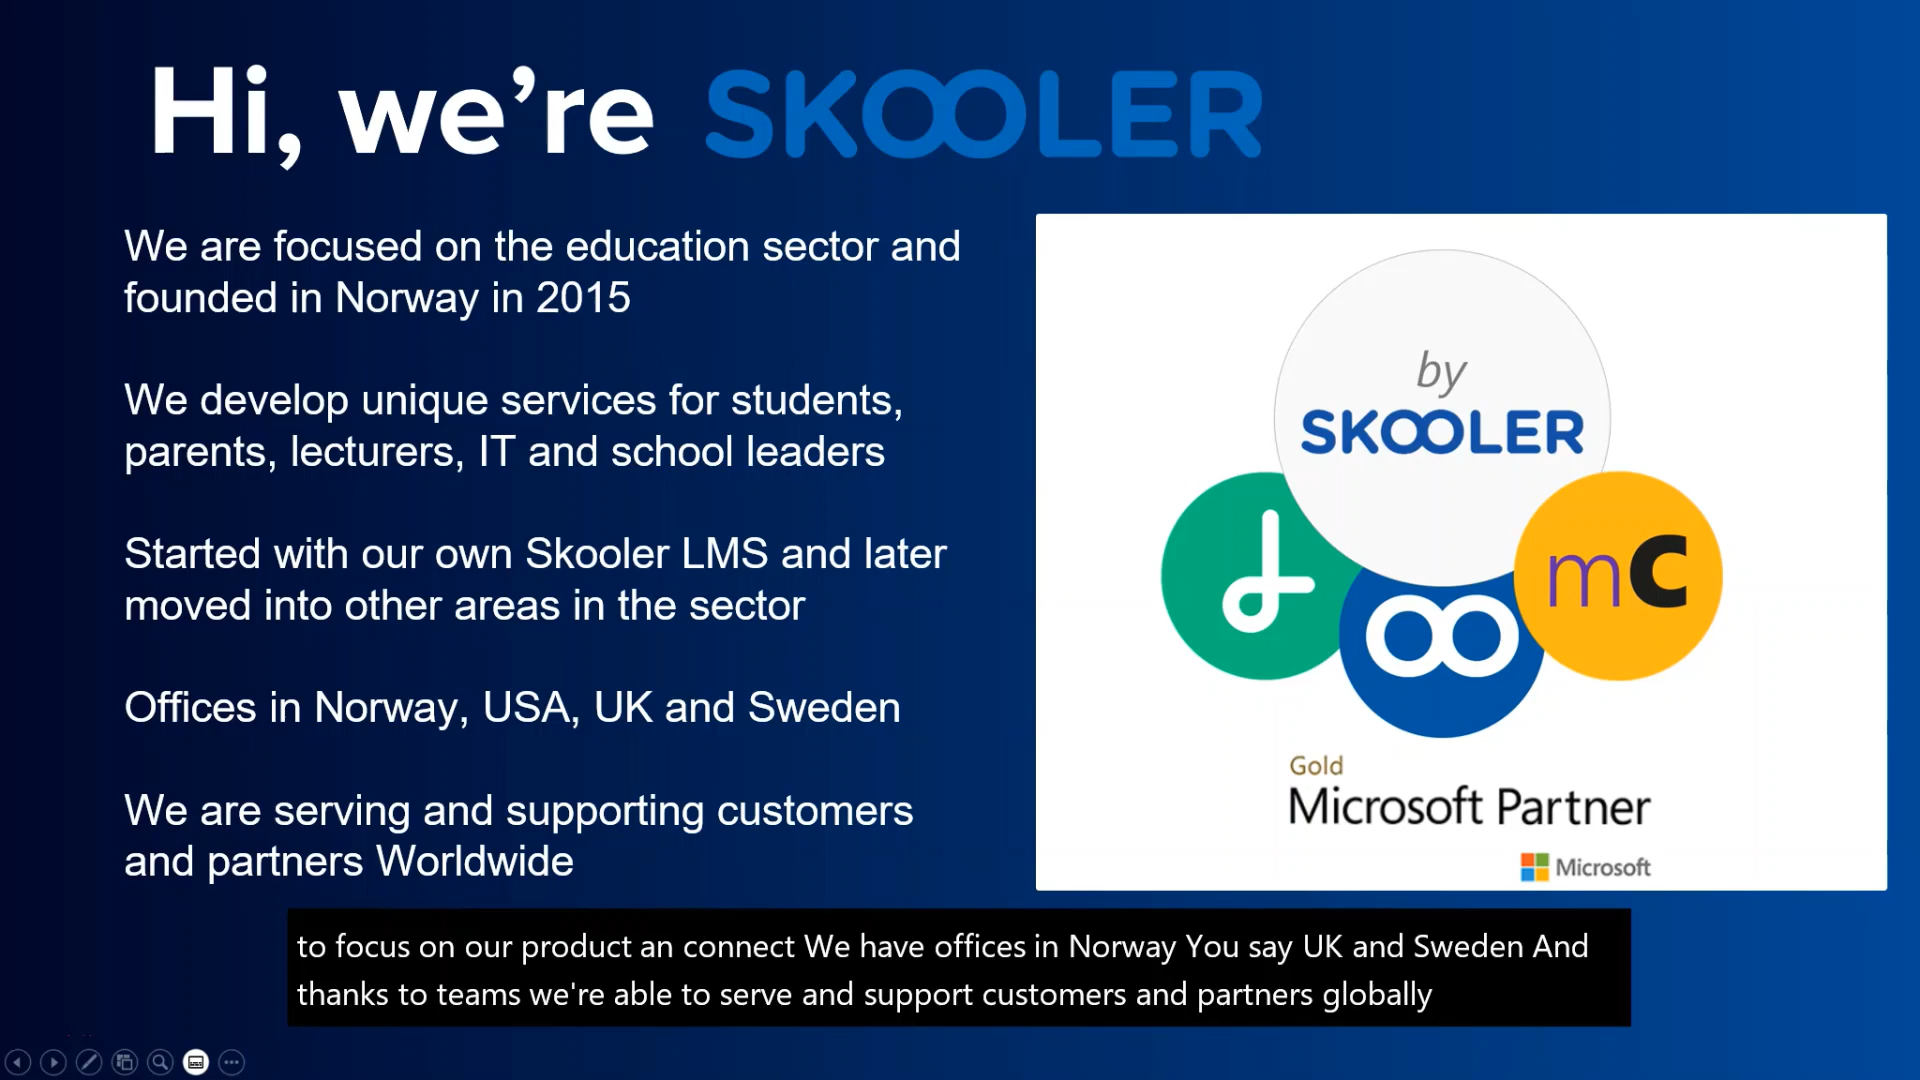 Hi, we’re SKOOLER
We are focused on the education sector and
founded in Norway in 2015
We develop unique services for students,
parents, lecturers, IT and school leaders
Started with our own Skooler LMS and later
moved into other areas in the sector
Offices in Norway, USA, UK and Sweden
We are serving and supporting customers
and partners Worldwide
by
SKOOLER
mC
Gold
Microsoft Partner
Microsoft
to focus on our product an connect We have offices in Norway You say UK and Sweden And
thanks to teams we're able to serve and support customers and partners globally